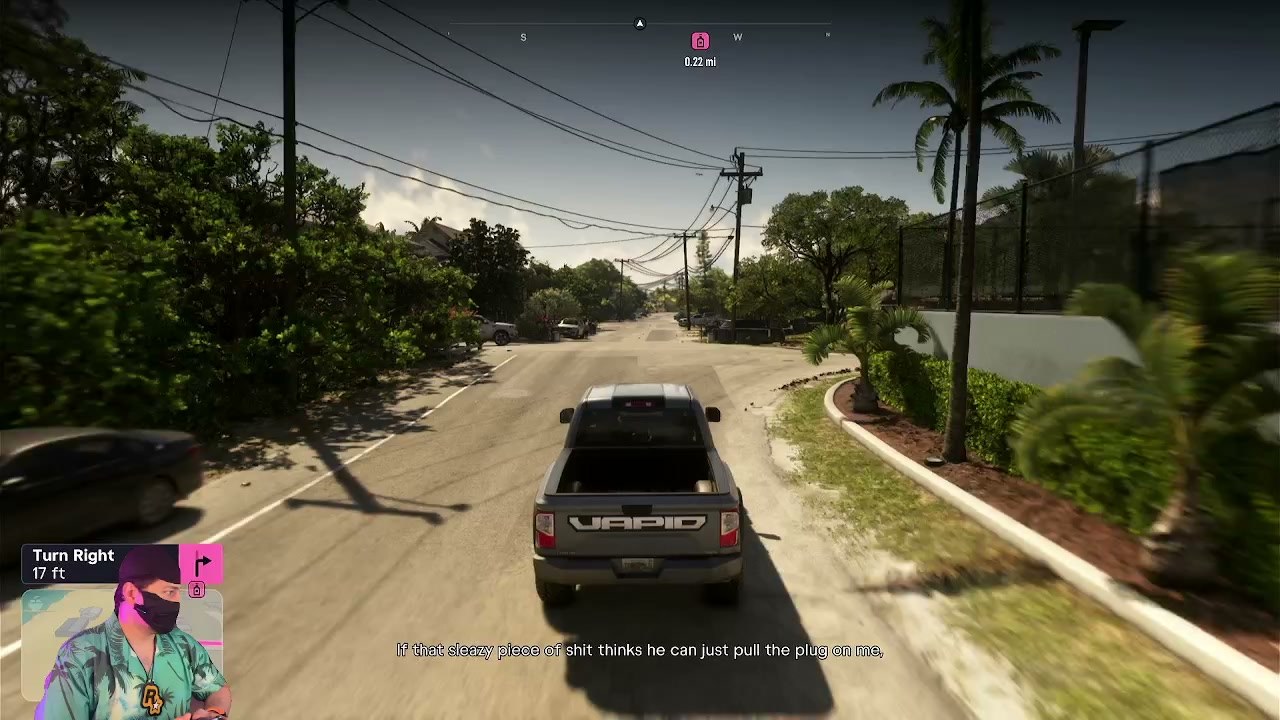 S
W
0.22 mi
VAPID
Turn Right
17 ft
If that sleazy piece of shit thinks he can just pull the plug on me,